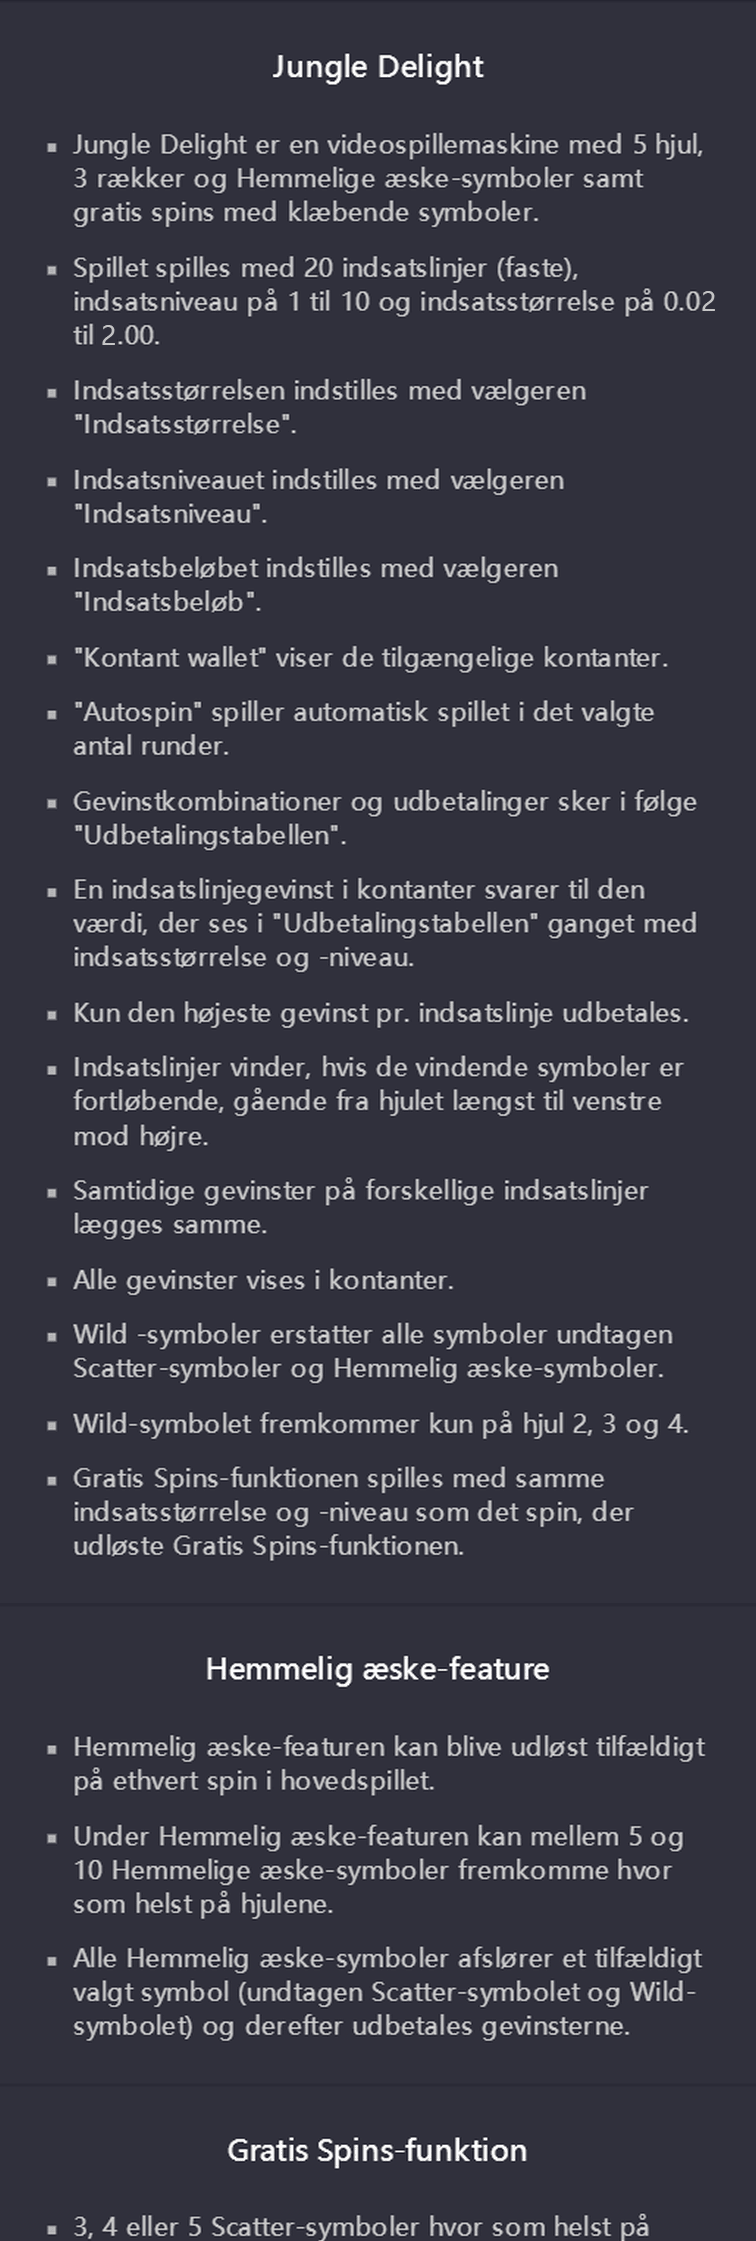 Jungle Delight
▪ Jungle Delight er en videospillemaskine med 5 hjul,
3 rækker og Hemmelige æske-symboler samt
gratis spins med klæbende symboler.
▪ Spillet spilles med 20 indsatslinjer (faste),
indsatsniveau på 1 til 10 og indsatsstørrelse på 0.02
til 2.00.
▪ Indsatsstørrelsen indstilles med vælgeren
"Indsatsstørrelse".
▪ Indsatsniveauet indstilles med vælgeren
"Indsatsniveau".
▪ Indsatsbeløbet indstilles med vælgeren
"Indsatsbeløb".
▪ "Kontant wallet" viser de tilgængelige kontanter.
▪ "Autospin" spiller automatisk spillet i det valgte
antal runder.
▪ Gevinstkombinationer og udbetalinger sker i følge
"Udbetalingstabellen".
▪ En indsatslinjegevinst i kontanter svarer til den
værdi, der ses i "Udbetalingstabellen" ganget med
indsatsstørrelse og -niveau.
▪ Kun den højeste gevinst pr. indsatslinje udbetales.
▪ Indsatslinjer vinder, hvis de vindende symboler er
fortløbende, gående fra hjulet længst til venstre
mod højre.
▪ Samtidige gevinster på forskellige indsatslinjer
lægges samme.
▪ Alle gevinster vises i kontanter.
▪ Wild -symboler erstatter alle symboler undtagen
Scatter-symboler og Hemmelig æske-symboler.
▪ Wild-symbolet fremkommer kun på hjul 2, 3 og 4.
▪ Gratis Spins-funktionen spilles med samme
indsatsstørrelse og -niveau som det spin, der
udløste Gratis Spins-funktionen.
Hemmelig æske-feature
▪ Hemmelig æske-featuren kan blive udløst tilfældigt
på ethvert spin i hovedspillet.
▪ Under Hemmelig æske-featuren kan mellem 5 og
10 Hemmelige æske-symboler fremkomme hvor
som helst på hjulene.
▪ Alle Hemmelig æske-symboler afslører et tilfældigt
valgt symbol (undtagen Scatter-symbolet og Wild-
symbolet) og derefter udbetales gevinsterne.
Gratis Spins-funktion
▪ 3, 4 eller 5 Scatter-symboler hvor som helst på